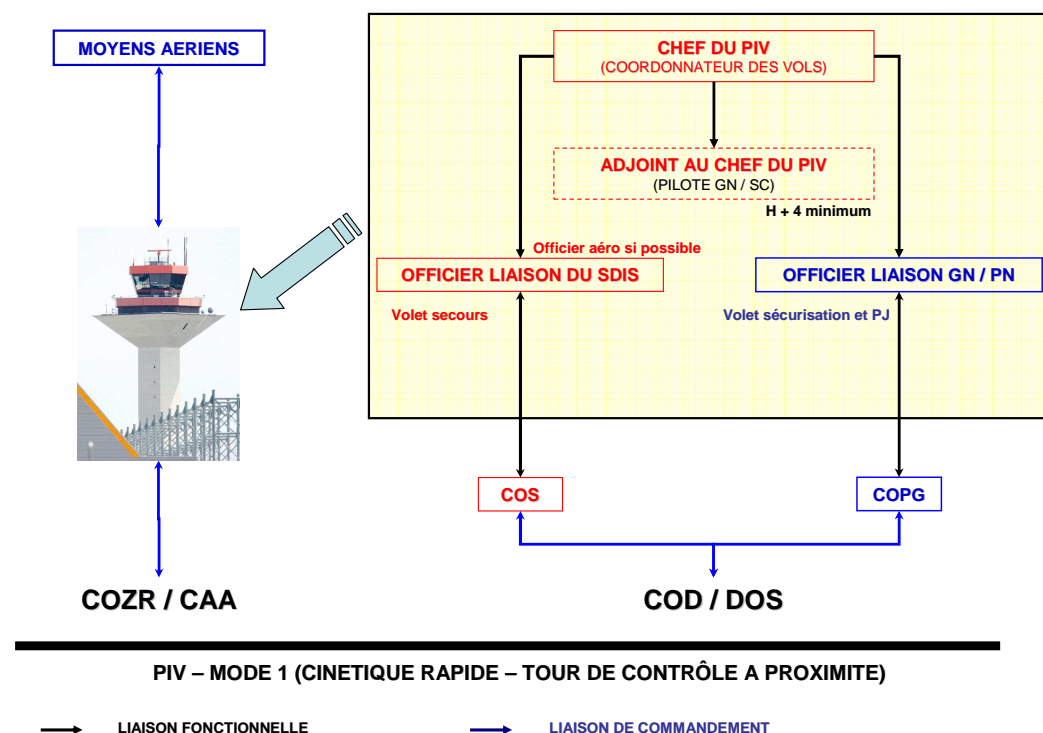 MOYENS AERIENS
CHEF DU PIV
(COORDONNATEUR DES VOLS)
ADJOINT AU CHEF DU PIV
(PILOTE GN / SC)
H + 4 minimum
Officier aéro si possible
OFFICIER LIAISON DU SDIS
OFFICIER LIAISON GN / PN
Volet secours
Volet sécurisation et PJ
COS
COPG
COZR / CAA
COD / DOS
PIV – MODE 1 (CINETIQUE RAPIDE – TOUR DE CONTRÔLE A PROXIMITE)
LIAISON FONCTIONNELLE
LIAISON DE COMMANDEMENT